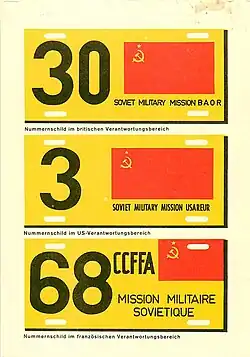 30
SOVIET MILITARY MISSION B A O R
Nummernschild im britischen Verantwortungsbereich
3
SOVIET MILITARY MISSION USAREUR
Nummernschild im US-Verantwortungsbereich
68 CCFFA
MISSION MILITAIRE
SOVIETIQUE
Nummernschild im französischen Verantwortungsbereich